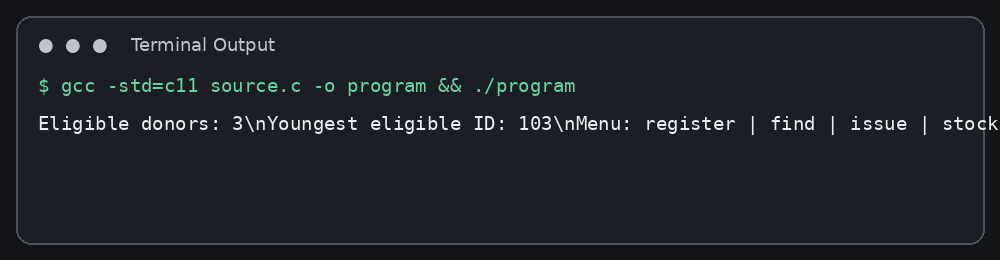 Terminal Output
$ gcc -std=c11 source.c -o program && ./program
Eligible donors: 3\nYoungest eligible ID: 103\nMenu: register | find | issue | stock